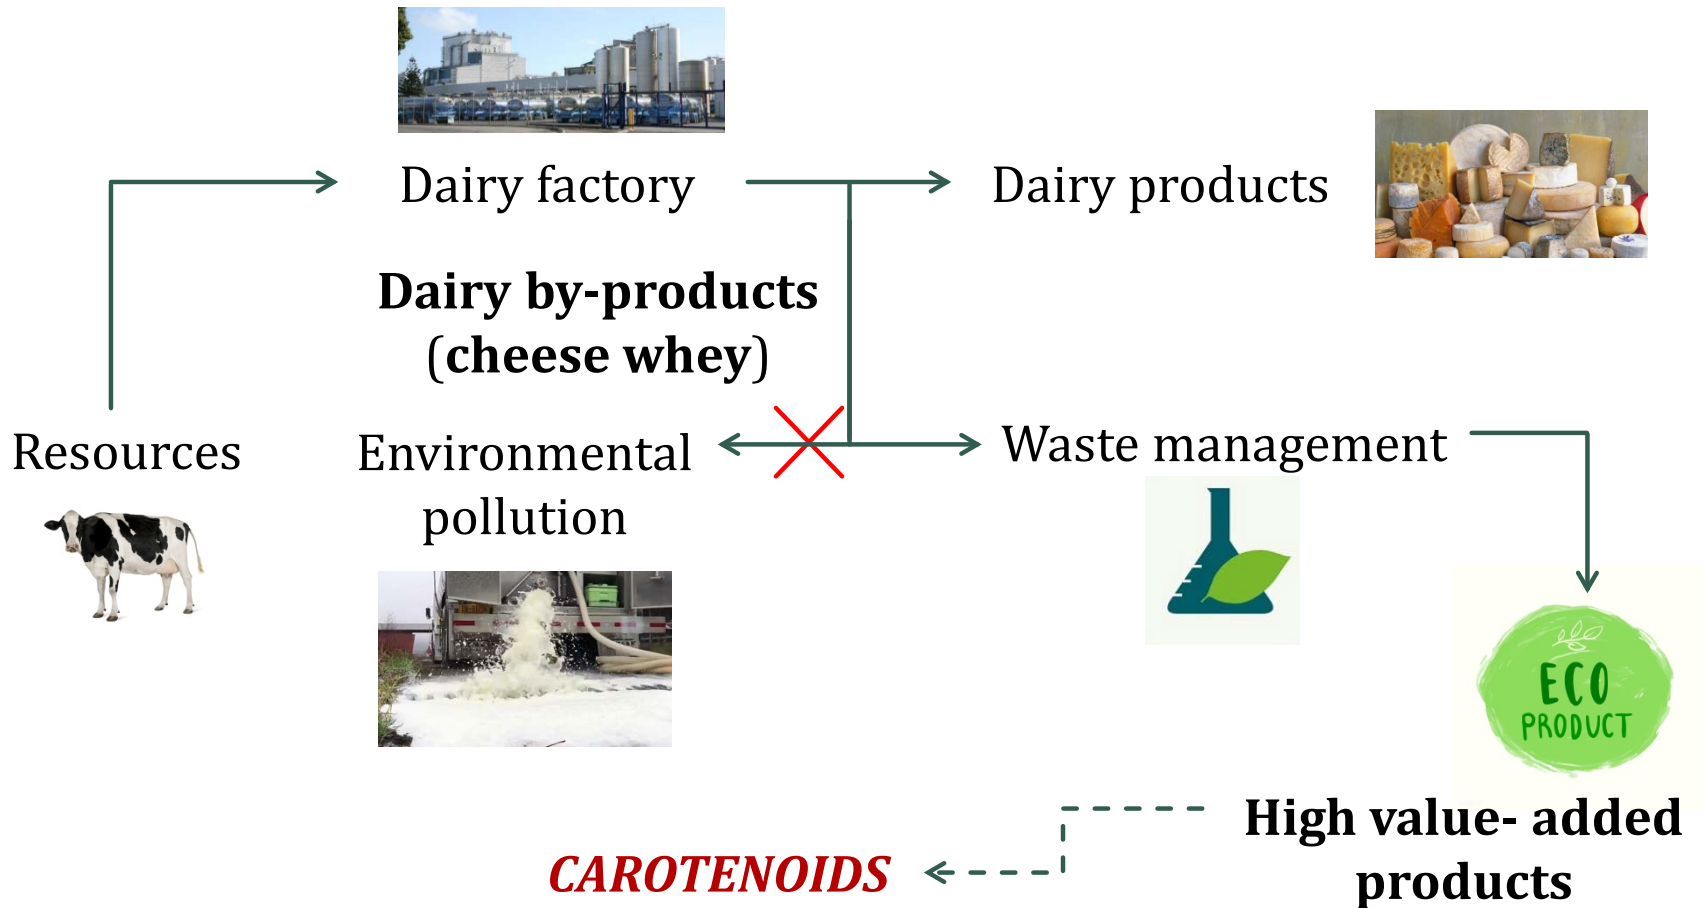 Dairy factory
Dairy products
Dairy by-products
(cheese whey)
Resources
Environmental
pollution
Waste management
ECO
PRODUCT
High value- added
products
CAROTENOIDS